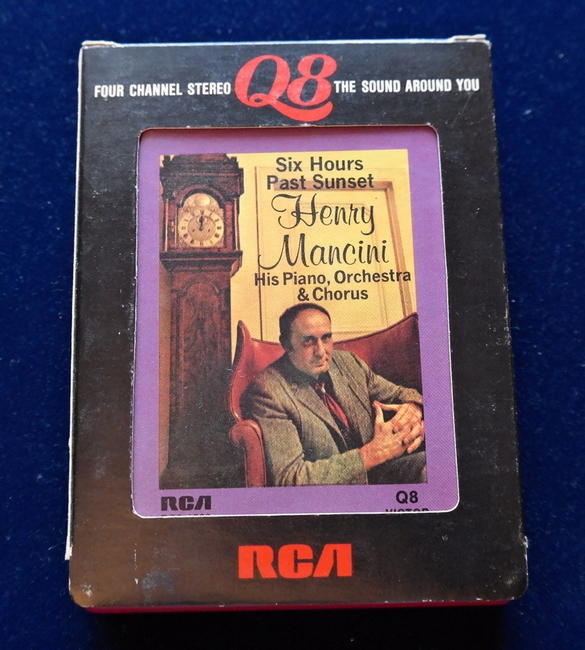 FOUR CHANNEL STEREO Q8 THE SOUND AROUND YOU
Six Hours
Past Sunset
Henry
Mancini
His Piano, Orchestra
& Chorus
RCA
Q8
RCA